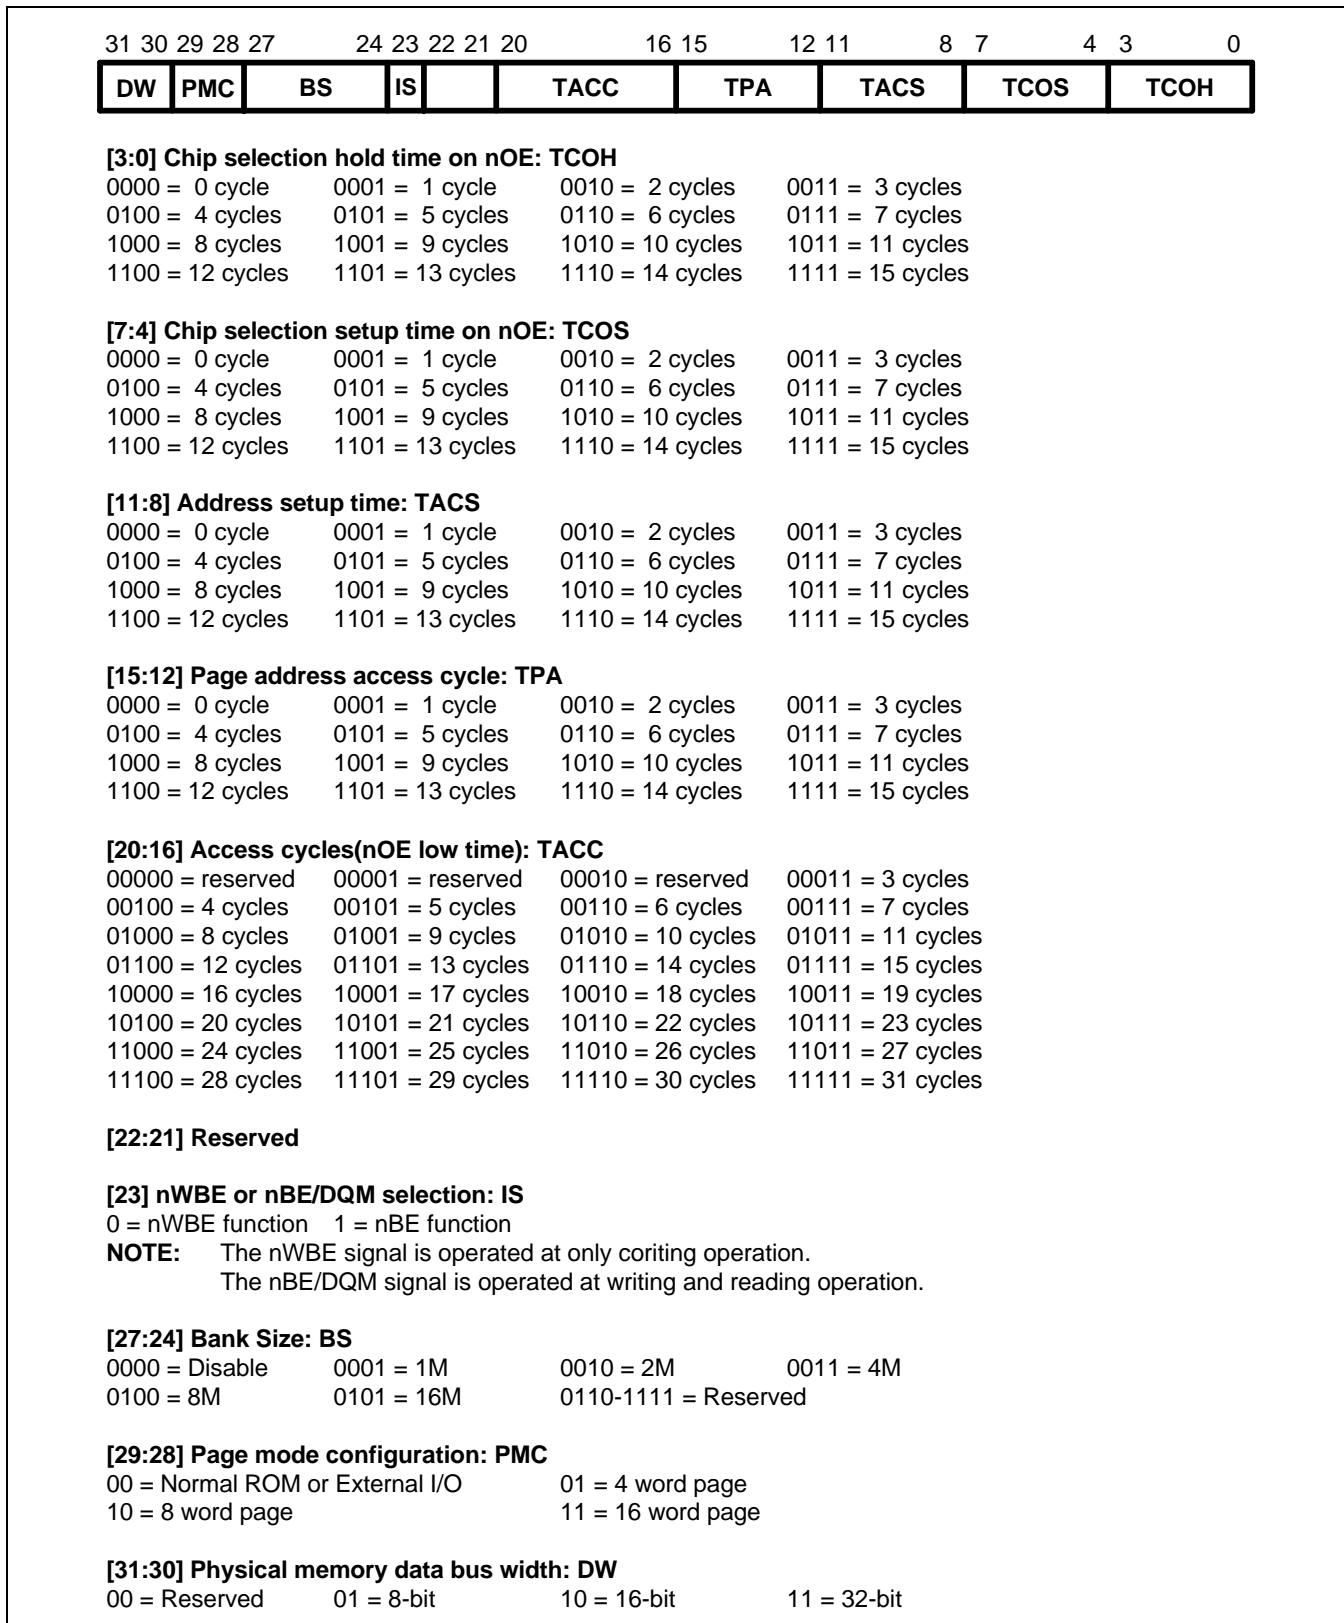 31 30 29 28 27 24 23 22 21 20 16 15 12 11 8 7 4 3 0
DW PMC BS IS TACC TPA TACS TCOS TCOH
[3:0] Chip selection hold time on nOE: TCOH
0000 = 0 cycle 0001 = 1 cycle 0010 = 2 cycles 0011 = 3 cycles
0100 = 4 cycles 0101 = 5 cycles 0110 = 6 cycles 0111 = 7 cycles
1000 = 8 cycles 1001 = 9 cycles 1010 = 10 cycles 1011 = 11 cycles
1100 = 12 cycles 1101 = 13 cycles 1110 = 14 cycles 1111 = 15 cycles
[7:4] Chip selection setup time on nOE: TCOS
0000 = 0 cycle 0001 = 1 cycle 0010 = 2 cycles 0011 = 3 cycles
0100 = 4 cycles 0101 = 5 cycles 0110 = 6 cycles 0111 = 7 cycles
1000 = 8 cycles 1001 = 9 cycles 1010 = 10 cycles 1011 = 11 cycles
1100 = 12 cycles 1101 = 13 cycles 1110 = 14 cycles 1111 = 15 cycles
[11:8] Address setup time: TACS
0000 = 0 cycle 0001 = 1 cycle 0010 = 2 cycles 0011 = 3 cycles
0100 = 4 cycles 0101 = 5 cycles 0110 = 6 cycles 0111 = 7 cycles
1000 = 8 cycles 1001 = 9 cycles 1010 = 10 cycles 1011 = 11 cycles
1100 = 12 cycles 1101 = 13 cycles 1110 = 14 cycles 1111 = 15 cycles
[15:12] Page address access cycle: TPA
0000 = 0 cycle 0001 = 1 cycle 0010 = 2 cycles 0011 = 3 cycles
0100 = 4 cycles 0101 = 5 cycles 0110 = 6 cycles 0111 = 7 cycles
1000 = 8 cycles 1001 = 9 cycles 1010 = 10 cycles 1011 = 11 cycles
1100 = 12 cycles 1101 = 13 cycles 1110 = 14 cycles 1111 = 15 cycles
[20:16] Access cycles(nOE low time): TACC
00000 = reserved 00001 = reserved 00010 = reserved 00011 = 3 cycles
00100 = 4 cycles 00101 = 5 cycles 00110 = 6 cycles 00111 = 7 cycles
01000 = 8 cycles 01001 = 9 cycles 01010 = 10 cycles 01011 = 11 cycles
01100 = 12 cycles 01101 = 13 cycles 01110 = 14 cycles 01111 = 15 cycles
10000 = 16 cycles 10001 = 17 cycles 10010 = 18 cycles 10011 = 19 cycles
10100 = 20 cycles 10101 = 21 cycles 10110 = 22 cycles 10111 = 23 cycles
11000 = 24 cycles 11001 = 25 cycles 11010 = 26 cycles 11011 = 27 cycles
11100 = 28 cycles 11101 = 29 cycles 11110 = 30 cycles 11111 = 31 cycles
[22:21] Reserved
[23] nWBE or nBE/DQM selection: IS
0 = nWBE function 1 = nBE function
NOTE: The nWBE signal is operated at only coriting operation.
The nBE/DQM signal is operated at writing and reading operation.
[27:24] Bank Size: BS
0000 = Disable 0001 = 1M 0010 = 2M 0011 = 4M
0100 = 8M 0101 = 16M 0110-1111 = Reserved
[29:28] Page mode configuration: PMC
00 = Normal ROM or External I/O 01 = 4 word page
10 = 8 word page 11 = 16 word page
[31:30] Physical memory data bus width: DW
00 = Reserved 01 = 8-bit 10 = 16-bit 11 = 32-bit